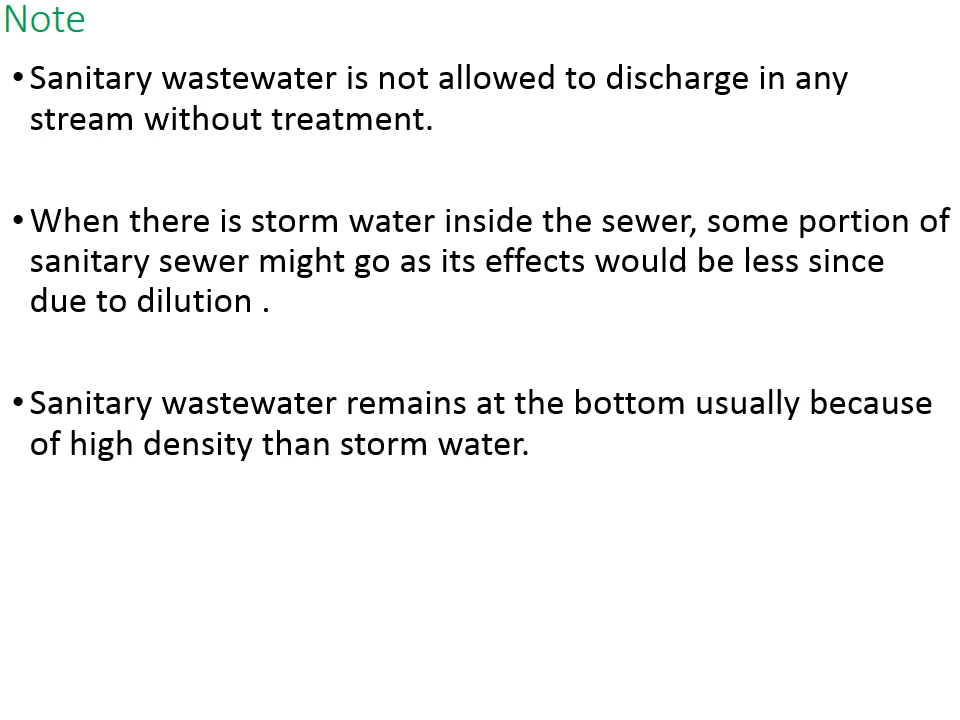 Note
• Sanitary wastewater is not allowed to discharge in any
stream without treatment.
• When there is storm water inside the sewer, some portion of
sanitary sewer might go as its effects would be less since
due to dilution .
• Sanitary wastewater remains at the bottom usually because
of high density than storm water.